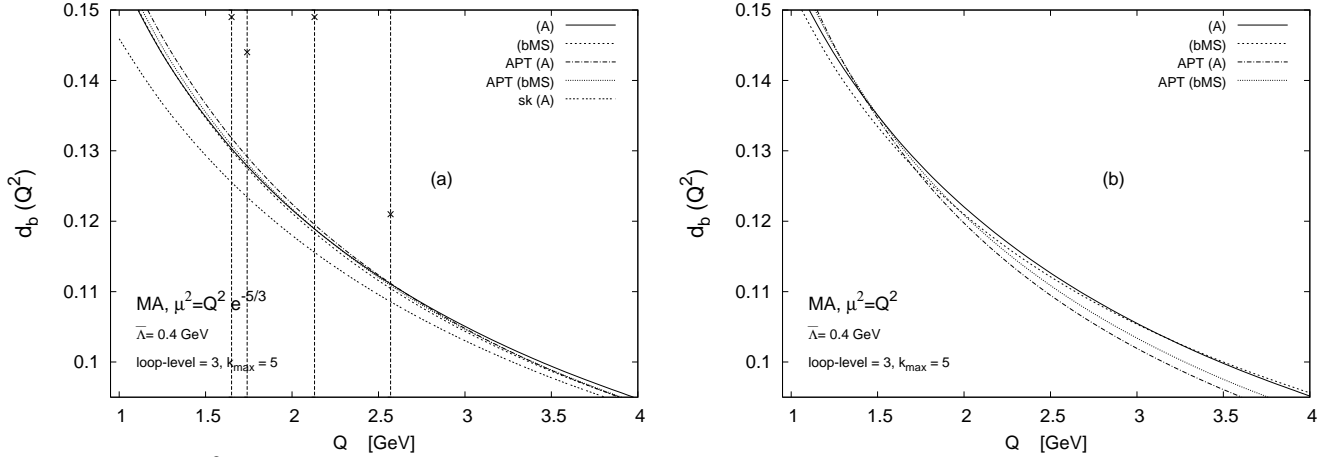 0.15
0.14
0.13
0.12
0.11
0.1
1
1.5
2
2.5
3
3.5
4
d_b (Q^2)
Q [GeV]
(a)
MA, μ^2=Q^2 e^-5/3
Λ̅= 0.4 GeV
loop-level = 3, k_max = 5
(A)
(bMS)
APT (A)
APT (bMS)
sk (A)
0.15
0.14
0.13
0.12
0.11
0.1
1
1.5
2
2.5
3
3.5
4
d_b (Q^2)
Q [GeV]
(b)
MA, μ^2=Q^2
Λ̅= 0.4 GeV
loop-level = 3, k_max = 5
(A)
(bMS)
APT (A)
APT (bMS)